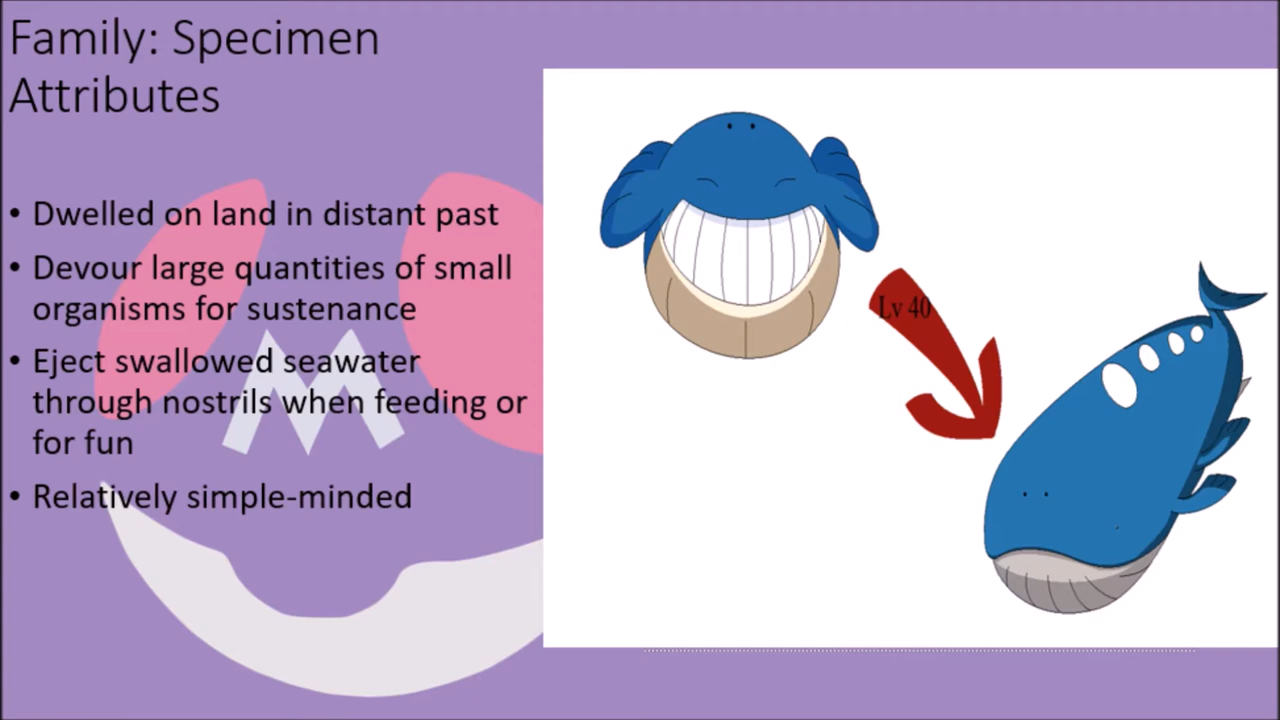 Family: Specimen
Attributes
• Dwelled on land in distant past
• Devour large quantities of small
organisms for sustenance
• Eject swallowed seawater
through nostrils when feeding or
for fun
• Relatively simple-minded
Lv 40
M